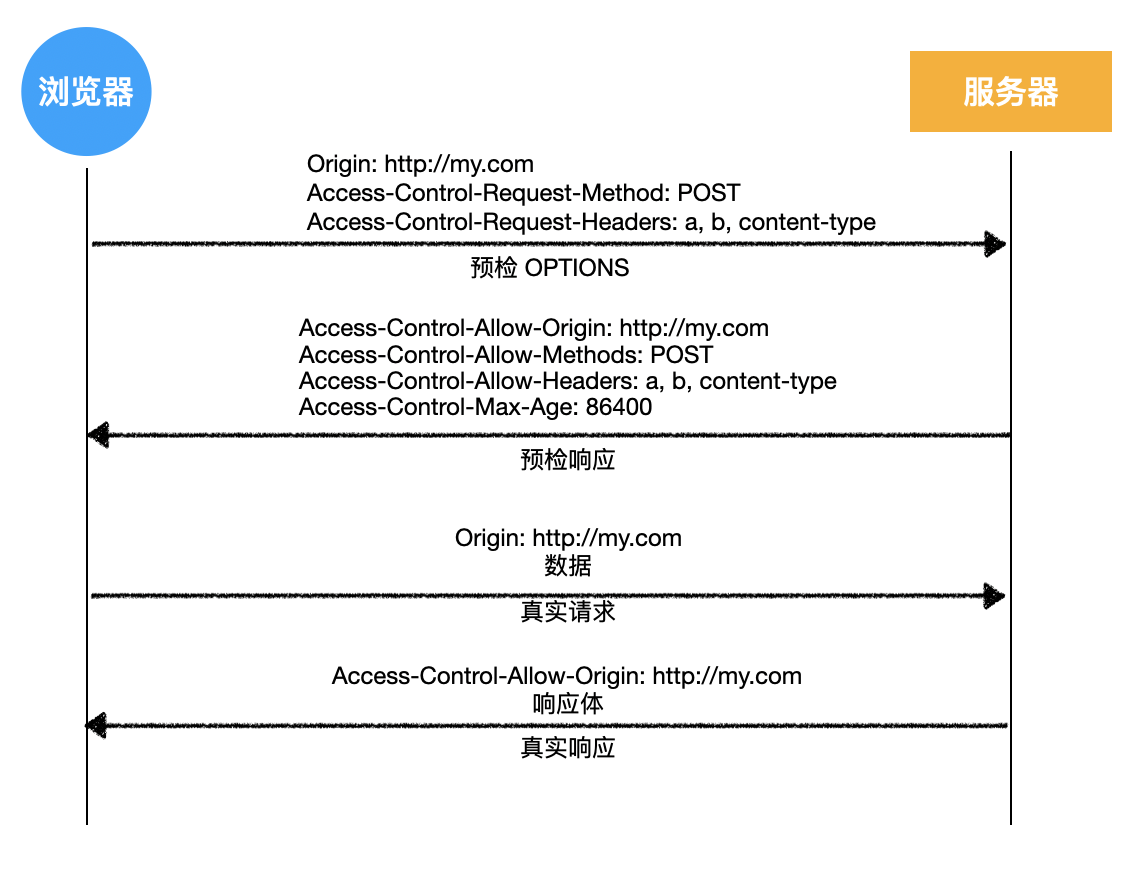 浏览器
服务器
Origin: http://my.com
Access-Control-Request-Method: POST
Access-Control-Request-Headers: a, b, content-type
预检 OPTIONS
Access-Control-Allow-Origin: http://my.com
Access-Control-Allow-Methods: POST
Access-Control-Allow-Headers: a, b, content-type
Access-Control-Max-Age: 86400
预检响应
Origin: http://my.com
数据
真实请求
Access-Control-Allow-Origin: http://my.com
响应体
真实响应